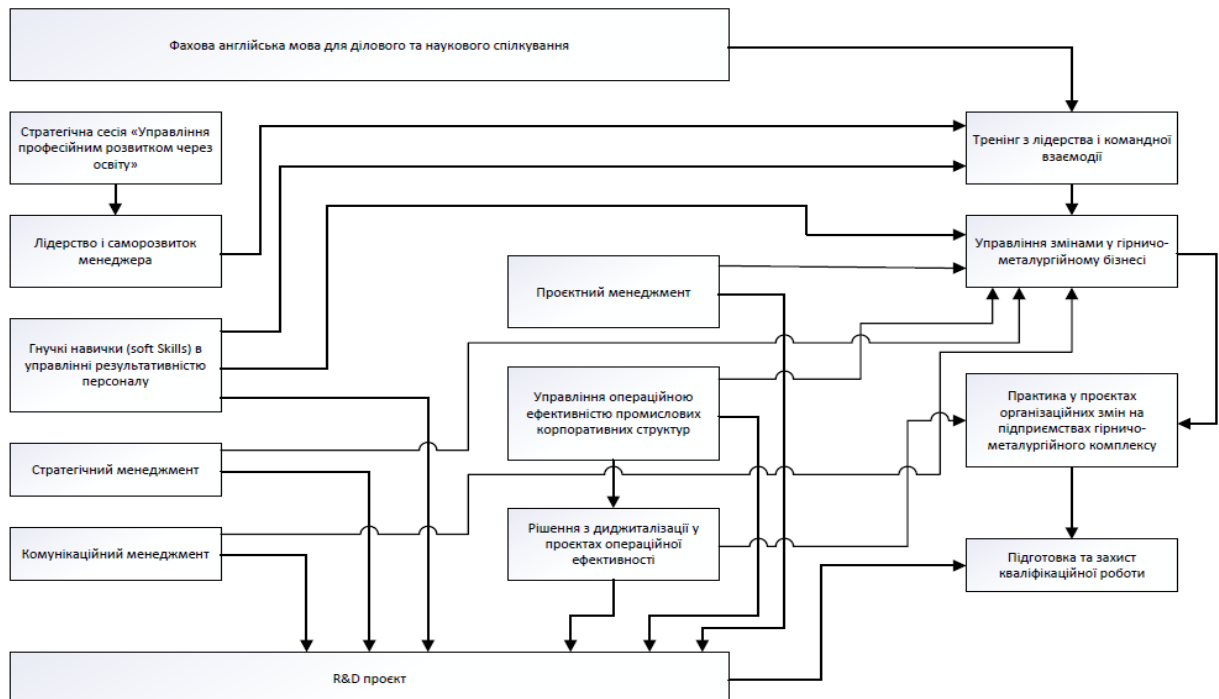 Фахова англійська мова для ділового та наукового спілкування
Стратегічна сесія «Управління
професійним розвитком через
освіту»
Тренінг з лідерства і командної
взаємодії
Лідерство і саморозвиток
менеджера
Управління змінами у гірничо-
металургійному бізнесі
Проєктний менеджмент
Гнучкі навички (soft Skills) в
управлінні результативністю
персоналу
Управління операційною
ефективністю промислових
корпоративних структур
Практика у проєктах
організаційних змін на
підприємствах гірничо-
металургійного комплексу
Стратегічний менеджмент
Комунікаційний менеджмент
Рішення з диджиталізації у
проєктах операційної
ефективності
Підготовка та захист
кваліфікаційної роботи
R&D проєкт